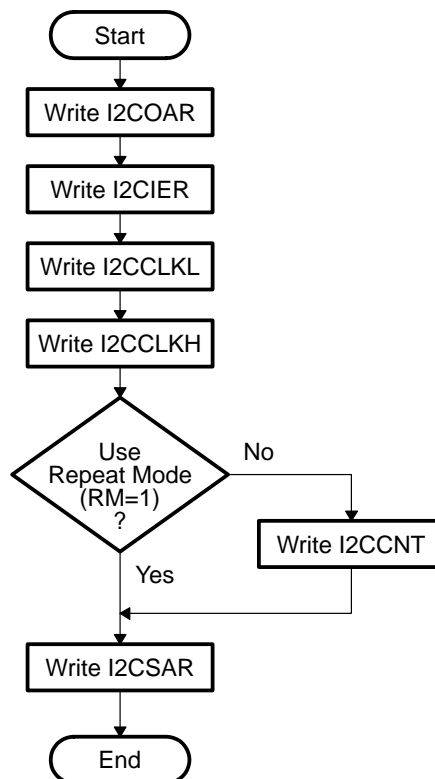 Start
Write I2COAR
Write I2CIER
Write I2CCLKL
Write I2CCLKH
Use
Repeat Mode
(RM=1)
?
No
Write I2CCNT
Yes
Write I2CSAR
End